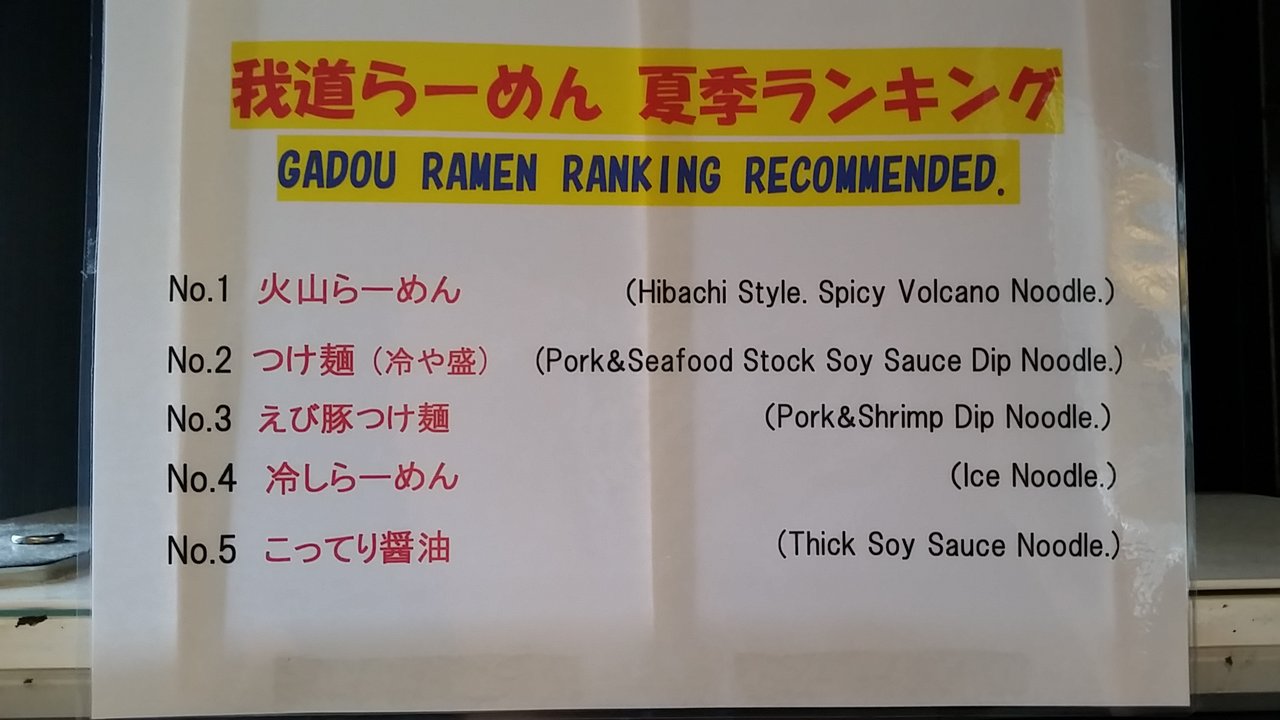 我道らーめん 夏季ランキング
GADOU RAMEN RANKING RECOMMENDED.
No.1 火山らーめん (Hibachi Style. Spicy Volcano Noodle.)
No.2 つけ麺（冷や盛） (Pork&Seafood Stock Soy Sauce Dip Noodle.)
No.3 えび豚つけ麺 (Pork&Shrimp Dip Noodle.)
No.4 冷しらーめん (Ice Noodle.)
No.5 こってり醤油 (Thick Soy Sauce Noodle.)